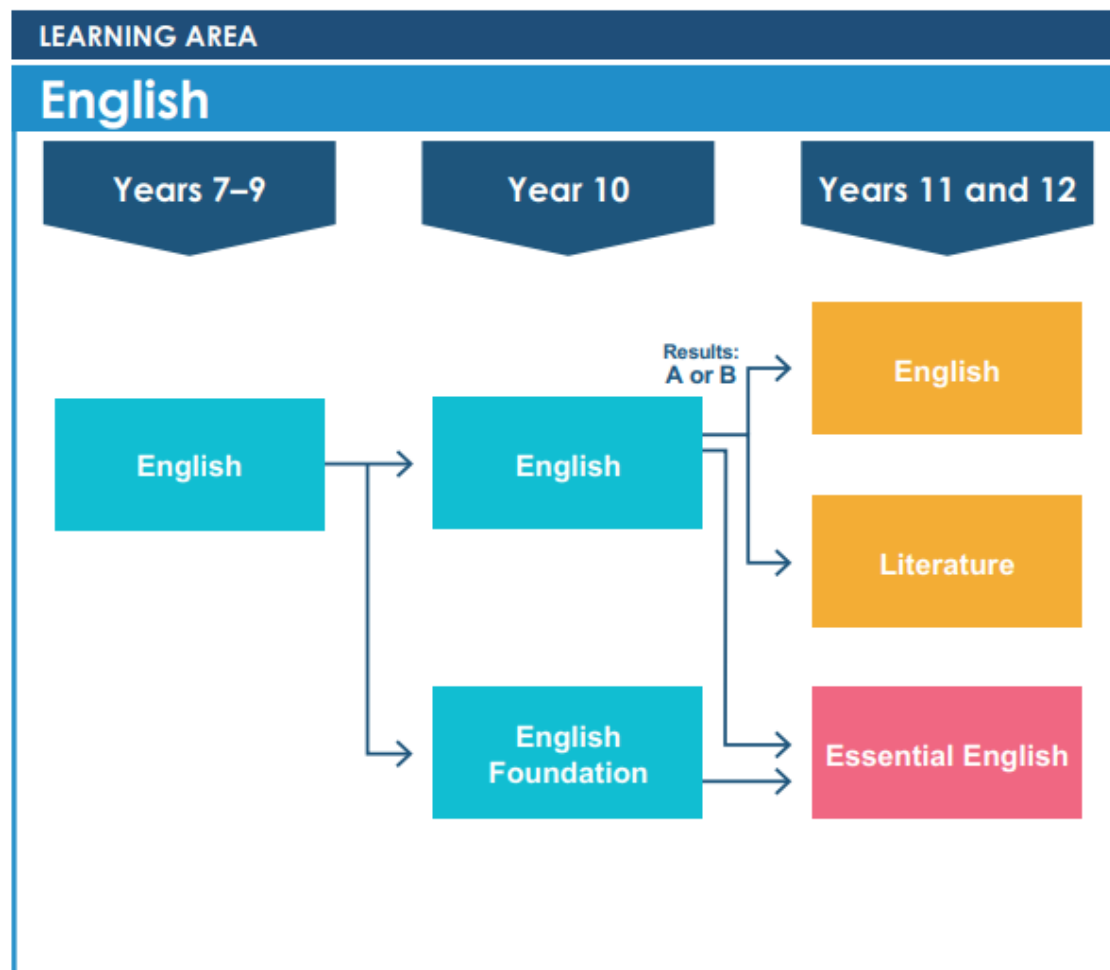 LEARNING AREA
English
Years 7–9
Year 10
Years 11 and 12
Results:
A or B
English
English
English
Literature
English
Foundation
Essential English